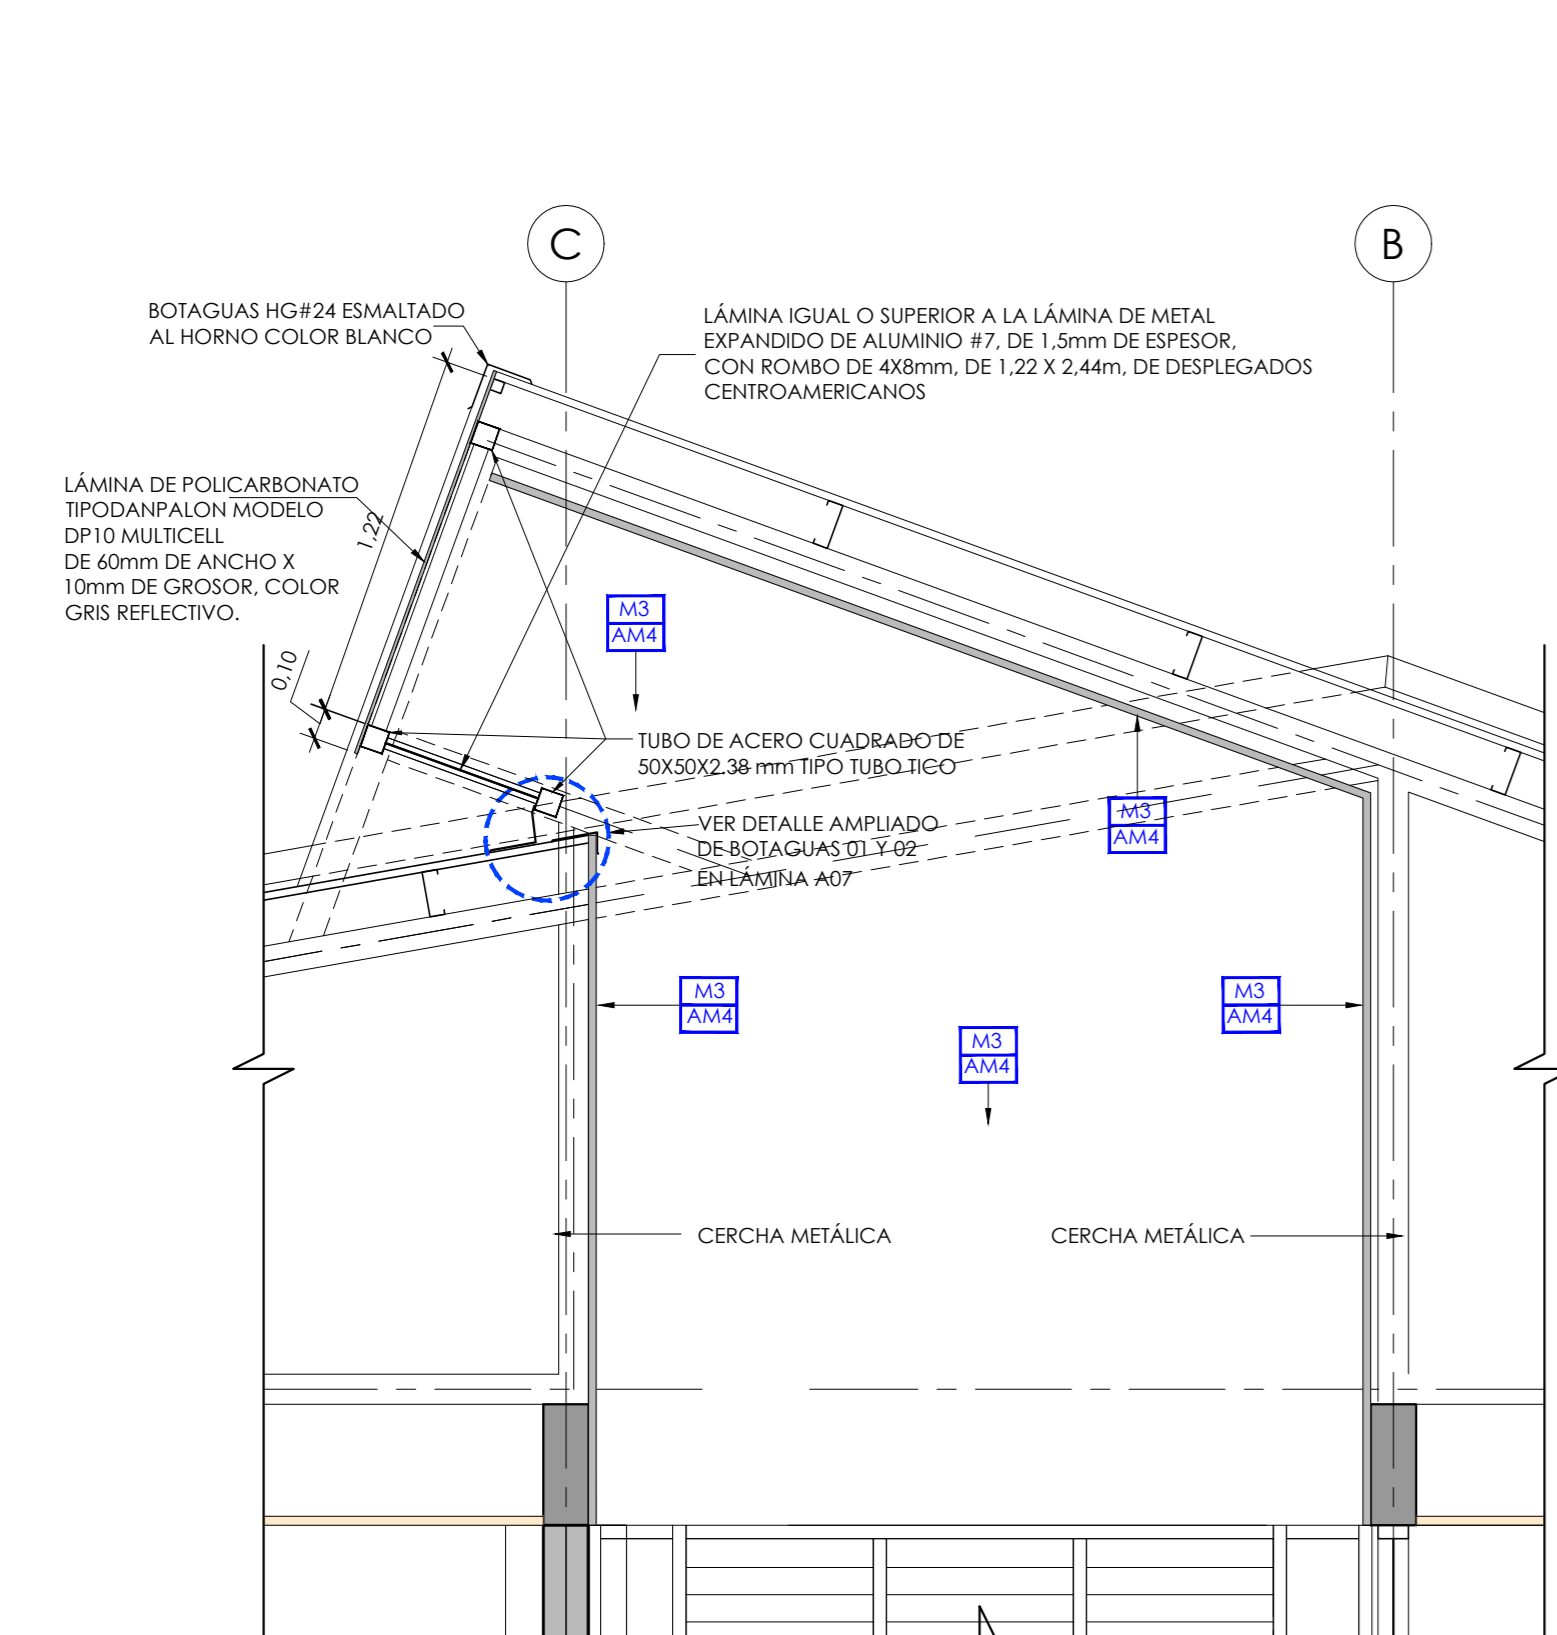 C
B
BOTAGUAS HG#24 ESMALTADO
AL HORNO COLOR BLANCO
LÁMINA IGUAL O SUPERIOR A LA LÁMINA DE METAL
EXPANDIDO DE ALUMINIO #7, DE 1,5mm DE ESPESOR,
CON ROMBO DE 4X8mm, DE 1,22 X 2,44m, DE DESPLEGADOS
CENTROAMERICANOS
LÁMINA DE POLICARBONATO
TIPODANPALON MODELO
DP10 MULTICELL
DE 60mm DE ANCHO X
10mm DE GROSOR, COLOR
GRIS REFLECTIVO.
1,22
0,10
M3
AM4
TUBO DE ACERO CUADRADO DE
50X50X2.38 mm TIPO TUBO TICO
VER DETALLE AMPLIADO
DE BOTAGUAS 01 Y 02
EN LÁMINA A07
M3
AM4
M3
AM4
M3
AM4
M3
AM4
CERCHA METÁLICA
CERCHA METÁLICA